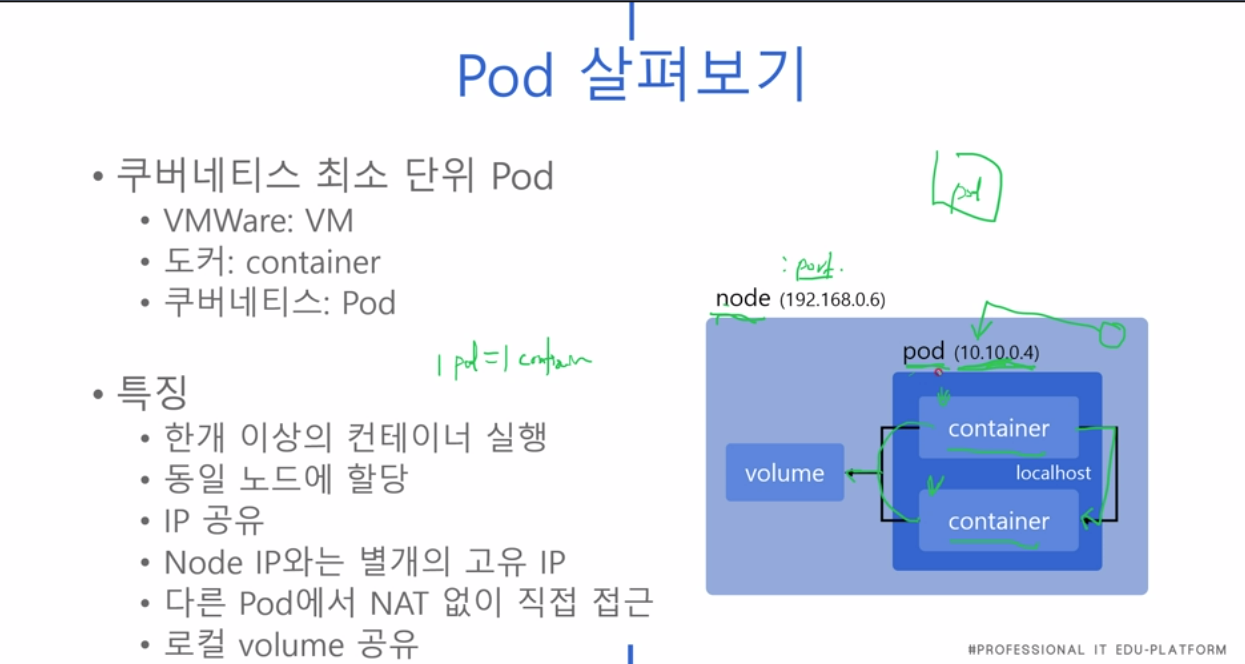 Pod 살펴보기
• 쿠버네티스 최소 단위 Pod
• VMWare: VM
• 도커: container
• 쿠버네티스: Pod
1 pod = 1 contain
• 특징
• 한개 이상의 컨테이너 실행
• 동일 노드에 할당
• IP 공유
• Node IP와는 별개의 고유 IP
• 다른 Pod에서 NAT 없이 직접 접근
• 로컬 volume 공유
pod
: port.
node (192.168.0.6)
pod (10.10.0.4)
container
volume
localhost
container
#PROFESSIONAL IT EDU-PLATFORM